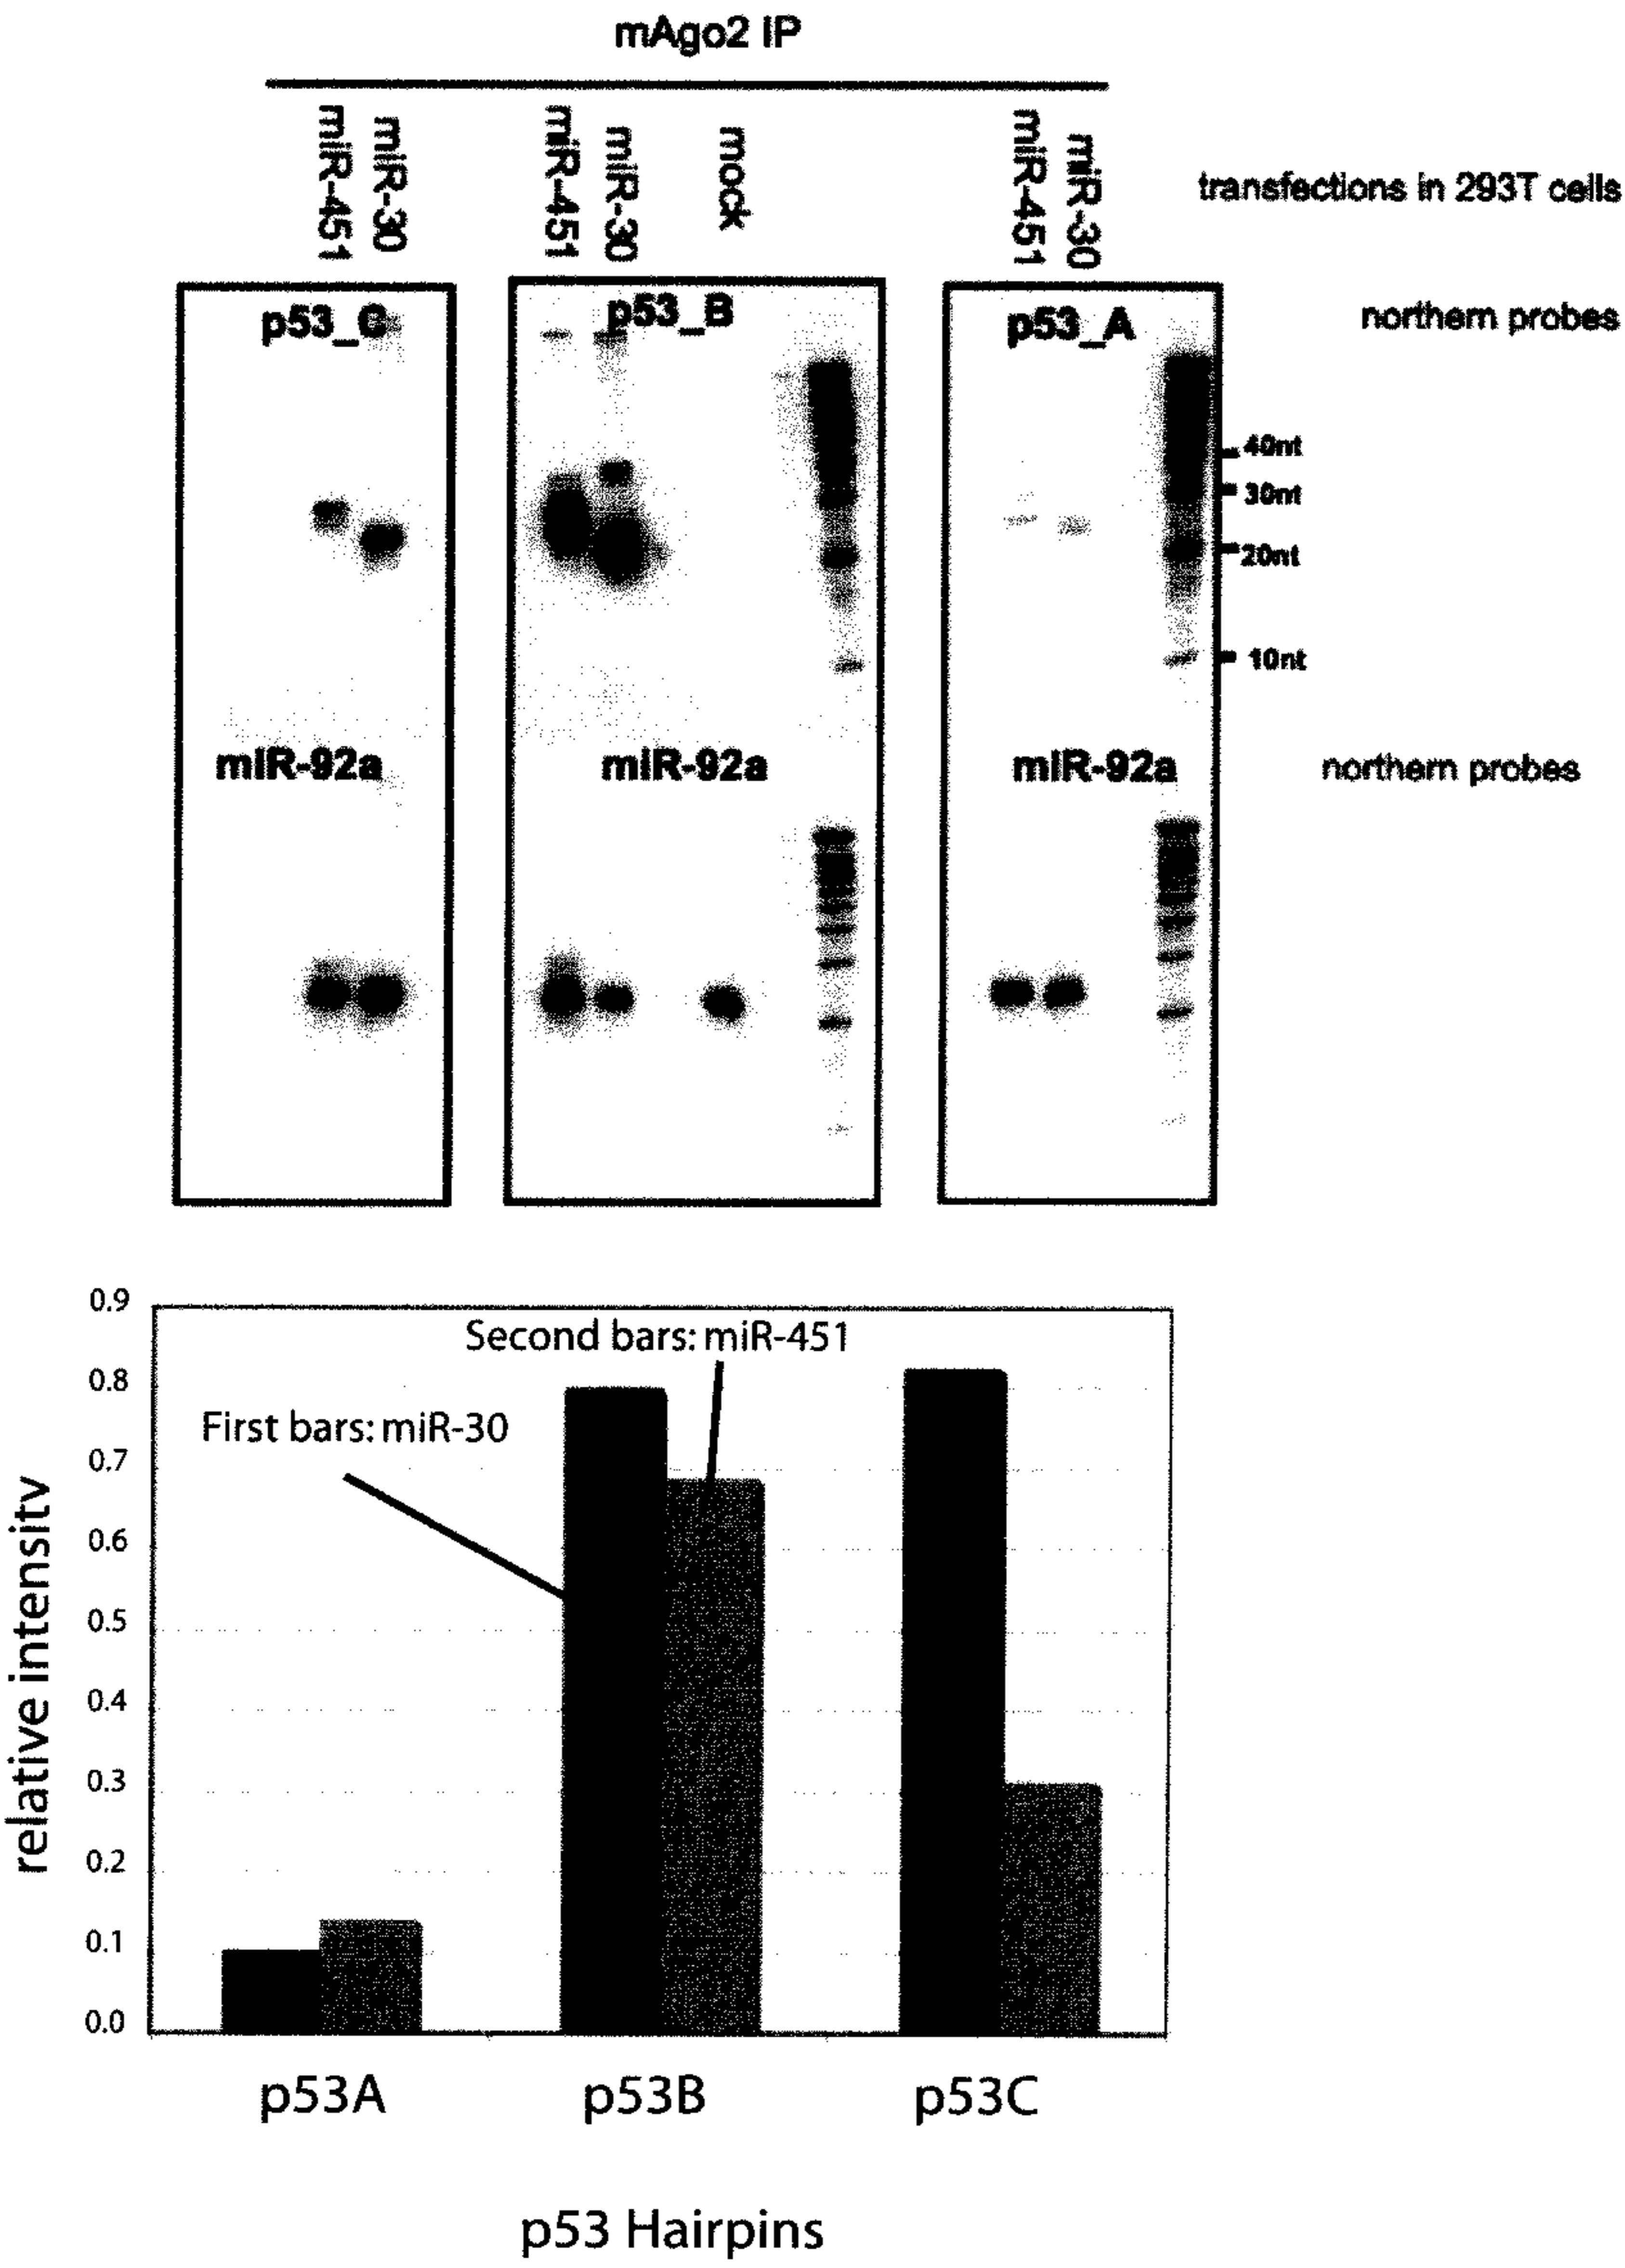 mAgo2 IP
miR-451
miR-30
miR-451
miR-30
mock
miR-451
miR-30
transfections in 293T cells
p53_C
p53_B
p53_A
northern probes
40nt
30nt
20nt
10nt
miR-92a
miR-92a
miR-92a
northern probes
0.9
0.8
0.7
0.6
0.5
0.4
0.3
0.2
0.1
0.0
Second bars: miR-451
First bars: miR-30
relative intensity
p53A
p53B
p53C
p53 Hairpins